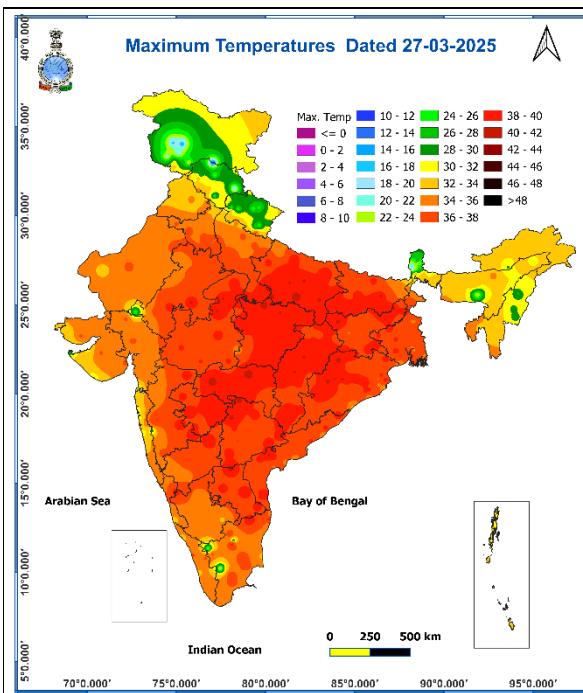 Maximum Temperatures Dated 27-03-2025
Max. Temp
<= 0
0 - 2
2 - 4
4 - 6
6 - 8
8 - 10
10 - 12
12 - 14
14 - 16
16 - 18
18 - 20
20 - 22
22 - 24
24 - 26
26 - 28
28 - 30
30 - 32
32 - 34
34 - 36
36 - 38
38 - 40
40 - 42
42 - 44
44 - 46
46 - 48
>48
40°0.000'
35°0.000'
30°0.000'
25°0.000'
20°0.000'
15°0.000'
10°0.000'
5°0.000'
Arabian Sea
Bay of Bengal
Indian Ocean
0 250 500 km
70°0.000' 75°0.000' 80°0.000' 85°0.000' 90°0.000' 95°0.000'